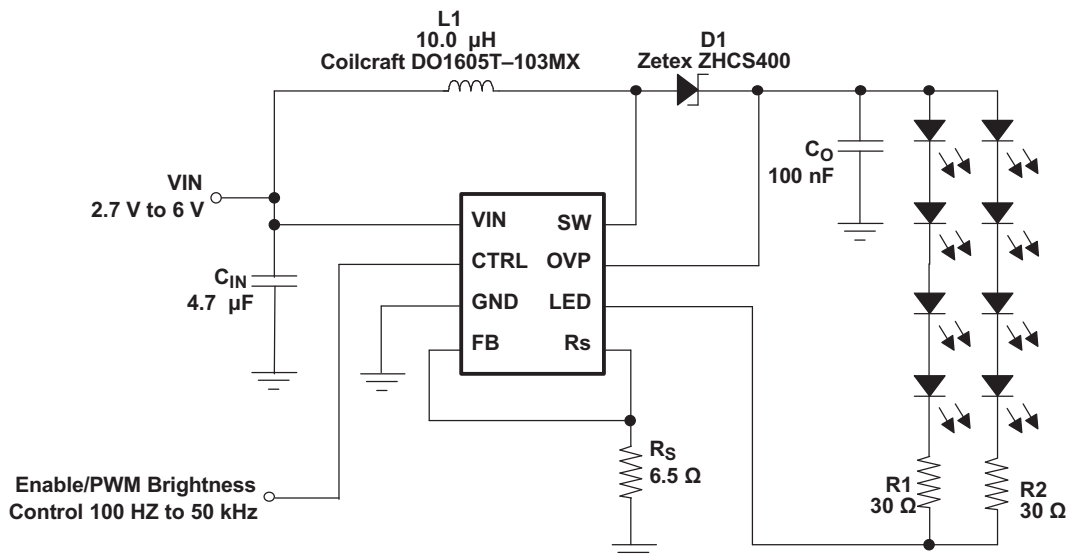 L1
10.0 µH
Coilcraft DO1605T–103MX
D1
Zetex ZHCS400
VIN
2.7 V to 6 V
CIN
4.7 µF
VIN
CTRL
GND
FB
SW
OVP
LED
Rs
CO
100 nF
RS
6.5 Ω
R1
30 Ω
R2
30 Ω
Enable/PWM Brightness
Control 100 HZ to 50 kHz